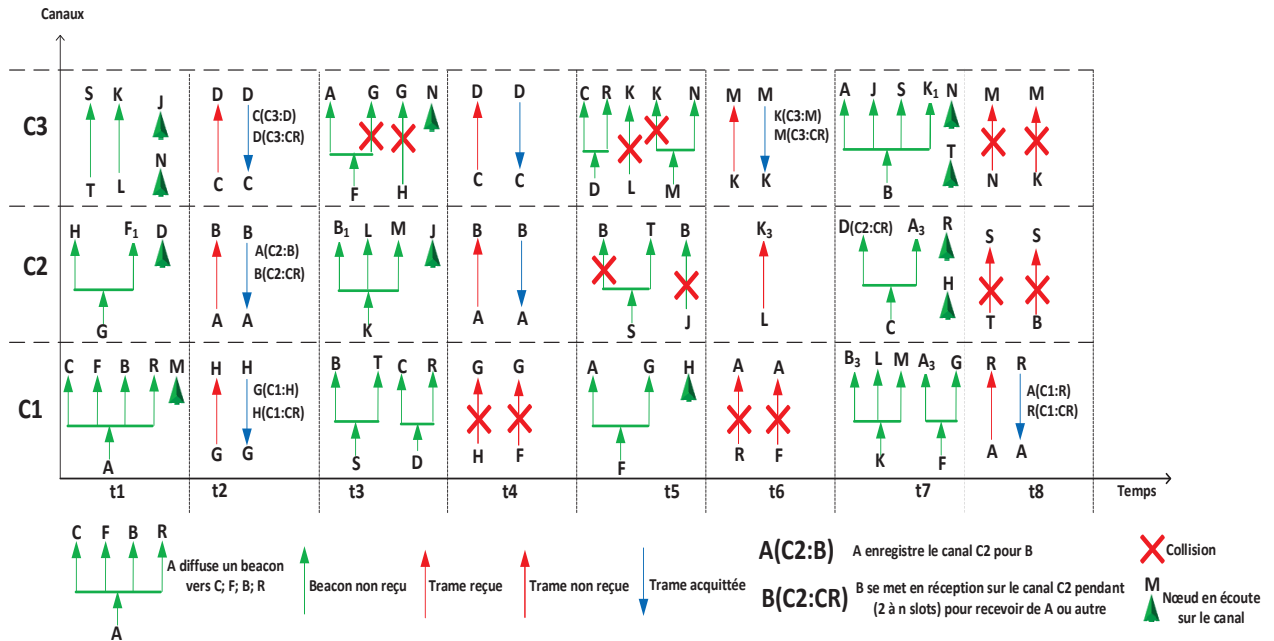 Canaux
S K J A G G N D D C R K K N M M A J S K1 N M M
D D C(C3:D) K(C3:M)
C3 D(C3:CR) M(C3:CR)
N T
T L C C F H C C D L M K K B N K
H F1 D B B B1 L M J B B B T B K3 D(C2:CR) A3 R S S
A(C2:B)
C2 B(C2:CR)
H
G A A K A A S J L C T B
C F B R M H H B T C R G G A G H A A B3 L M A3 G R R
G(C1:H) A(C1:R)
C1 H(C1:CR) R(C1:CR)
A G G S D H F F R F K F A A
t1 t2 t3 t4 t5 t6 t7 t8 Temps
C F B R
A diffuse un beacon
vers C; F; B; R
A
Beacon non reçu
Trame reçue
Trame non reçue
Trame acquittée
A(C2:B) A enregistre le canal C2 pour B
B(C2:CR) B se met en réception sur le canal C2 pendant
(2 à n slots) pour recevoir de A ou autre
Collision
M
Nœud en écoute
sur le canal